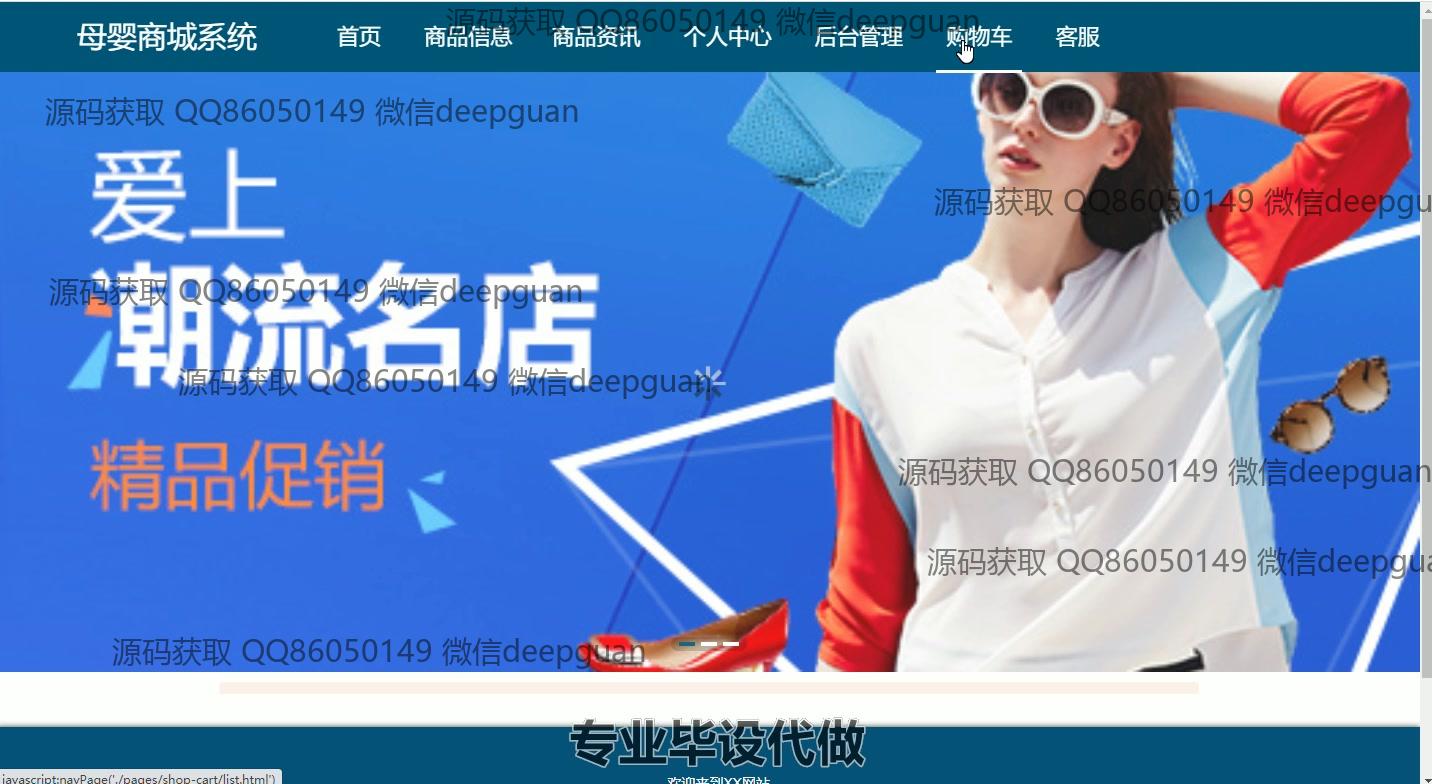 母婴商城系统 首页 商品信息 商品资讯 个人中心 后台管理 购物车 客服
源码获取 QQ86050149 微信deepguan
源码获取 QQ86050149 微信deepguan
爱上
源码获取 QQ86050149 微信deepgu
源码获取 QQ86050149 微信deepguan
潮流名店
源码获取 QQ86050149 微信deepguan
精品促销
源码获取 QQ86050149 微信deepguan
源码获取 QQ86050149 微信deepgua
源码获取 QQ86050149 微信deepguan
专业毕设代做
欢迎来到XX网站
javascript:navPage('./pages/shop-cart/list.html')